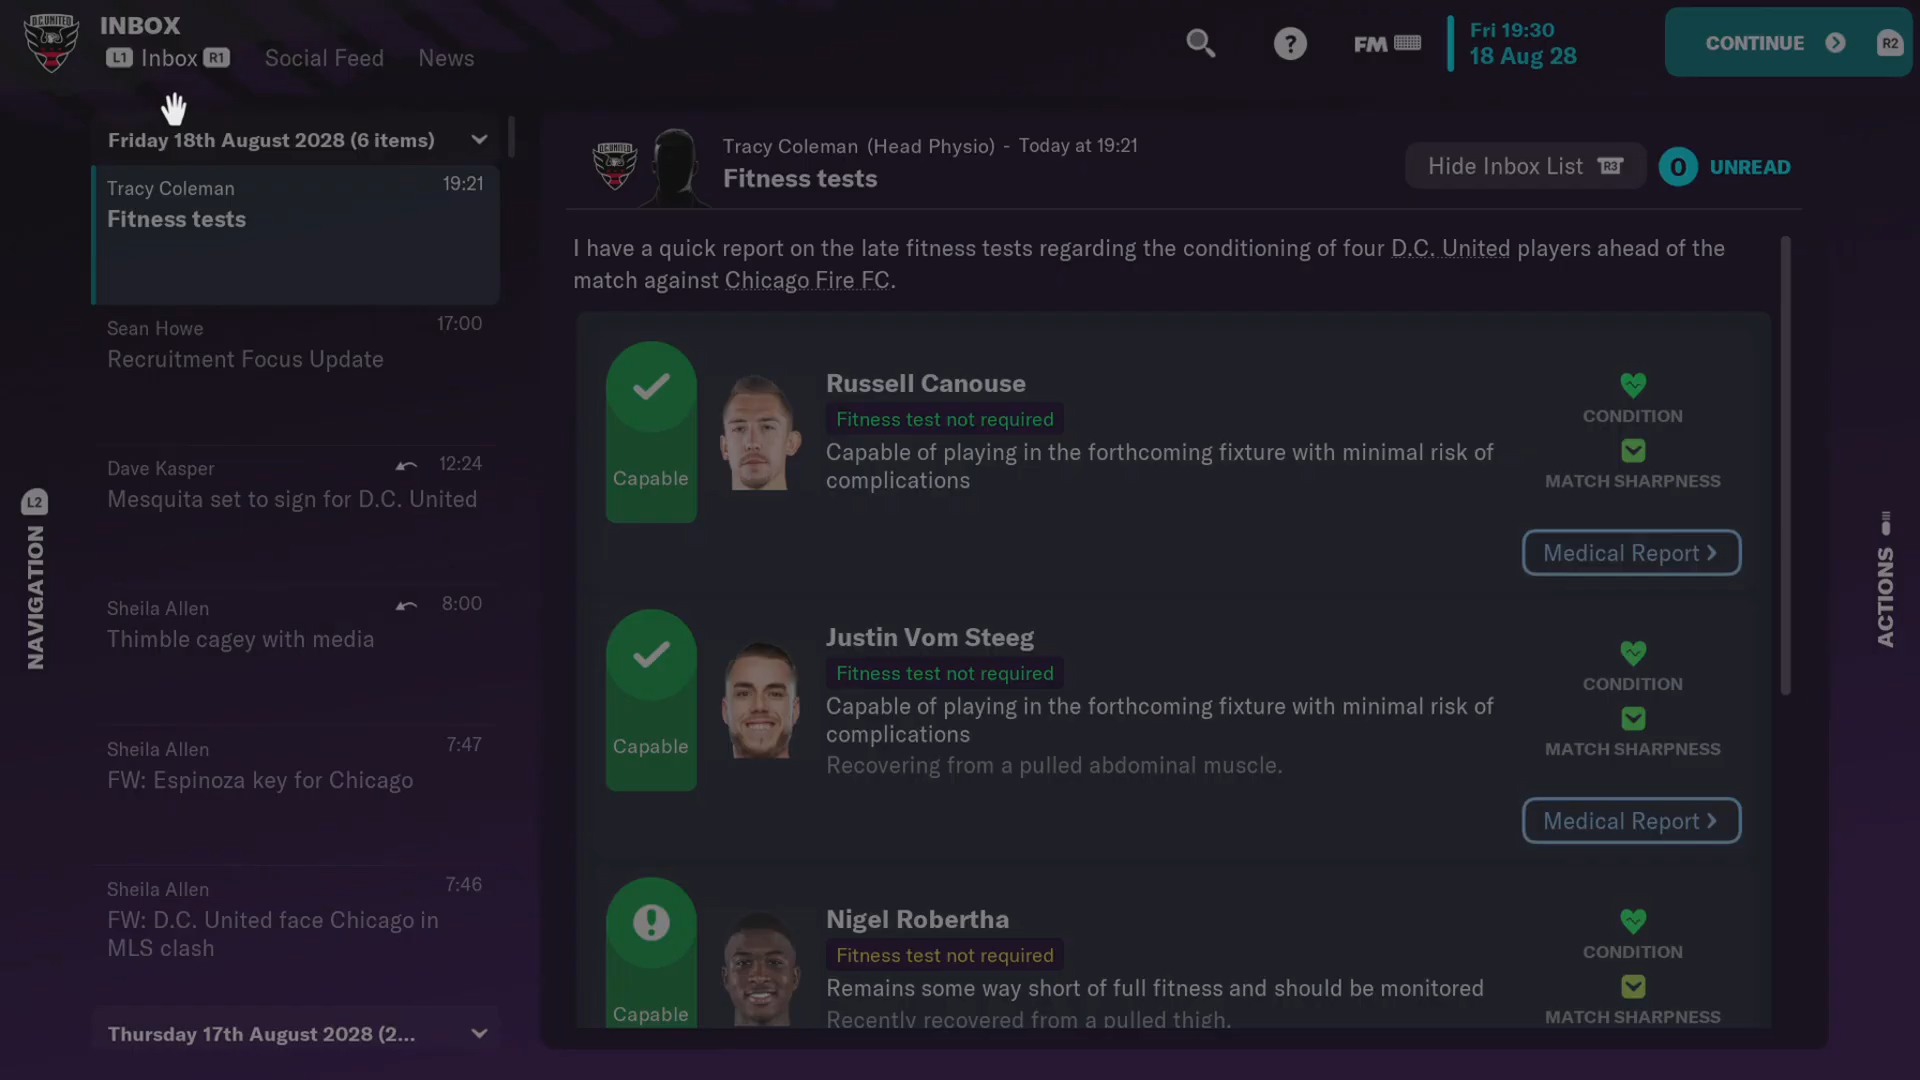 INBOX
L1 Inbox R1 Social Feed News
FM
Fri 19:30
18 Aug 28
CONTINUE R2
Friday 18th August 2028 (6 items)
Tracy Coleman 19:21
Fitness tests
Sean Howe 17:00
Recruitment Focus Update
Dave Kasper 12:24
Mesquita set to sign for D.C. United
Sheila Allen 8:00
Thimble cagey with media
Sheila Allen 7:47
FW: Espinoza key for Chicago
Sheila Allen 7:46
FW: D.C. United face Chicago in
MLS clash
Thursday 17th August 2028 (2...
L2
NAVIGATION
Tracy Coleman (Head Physio) - Today at 19:21
Fitness tests
Hide Inbox List R3
0 UNREAD
I have a quick report on the late fitness tests regarding the conditioning of four D.C. United players ahead of the
match against Chicago Fire FC.
Capable
Russell Canouse
Fitness test not required
Capable of playing in the forthcoming fixture with minimal risk of
complications
CONDITION
MATCH SHARPNESS
Medical Report
Capable
Justin Vom Steeg
Fitness test not required
Capable of playing in the forthcoming fixture with minimal risk of
complications
Recovering from a pulled abdominal muscle.
CONDITION
MATCH SHARPNESS
Medical Report
Capable
Nigel Robertha
Fitness test not required
Remains some way short of full fitness and should be monitored
Recently recovered from a pulled thigh.
CONDITION
MATCH SHARPNESS
ACTIONS